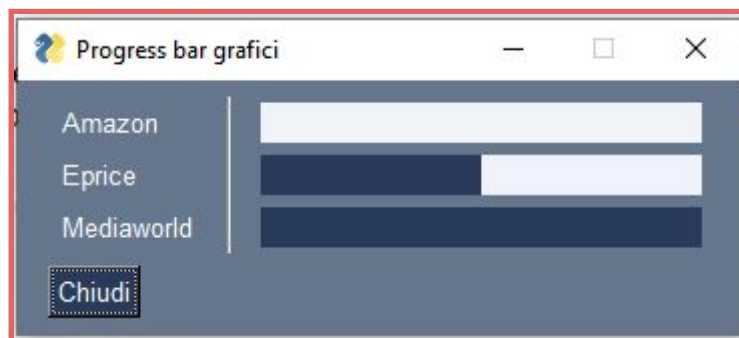 Progress bar grafici
Amazon
Eprice
Mediaworld
Chiudi